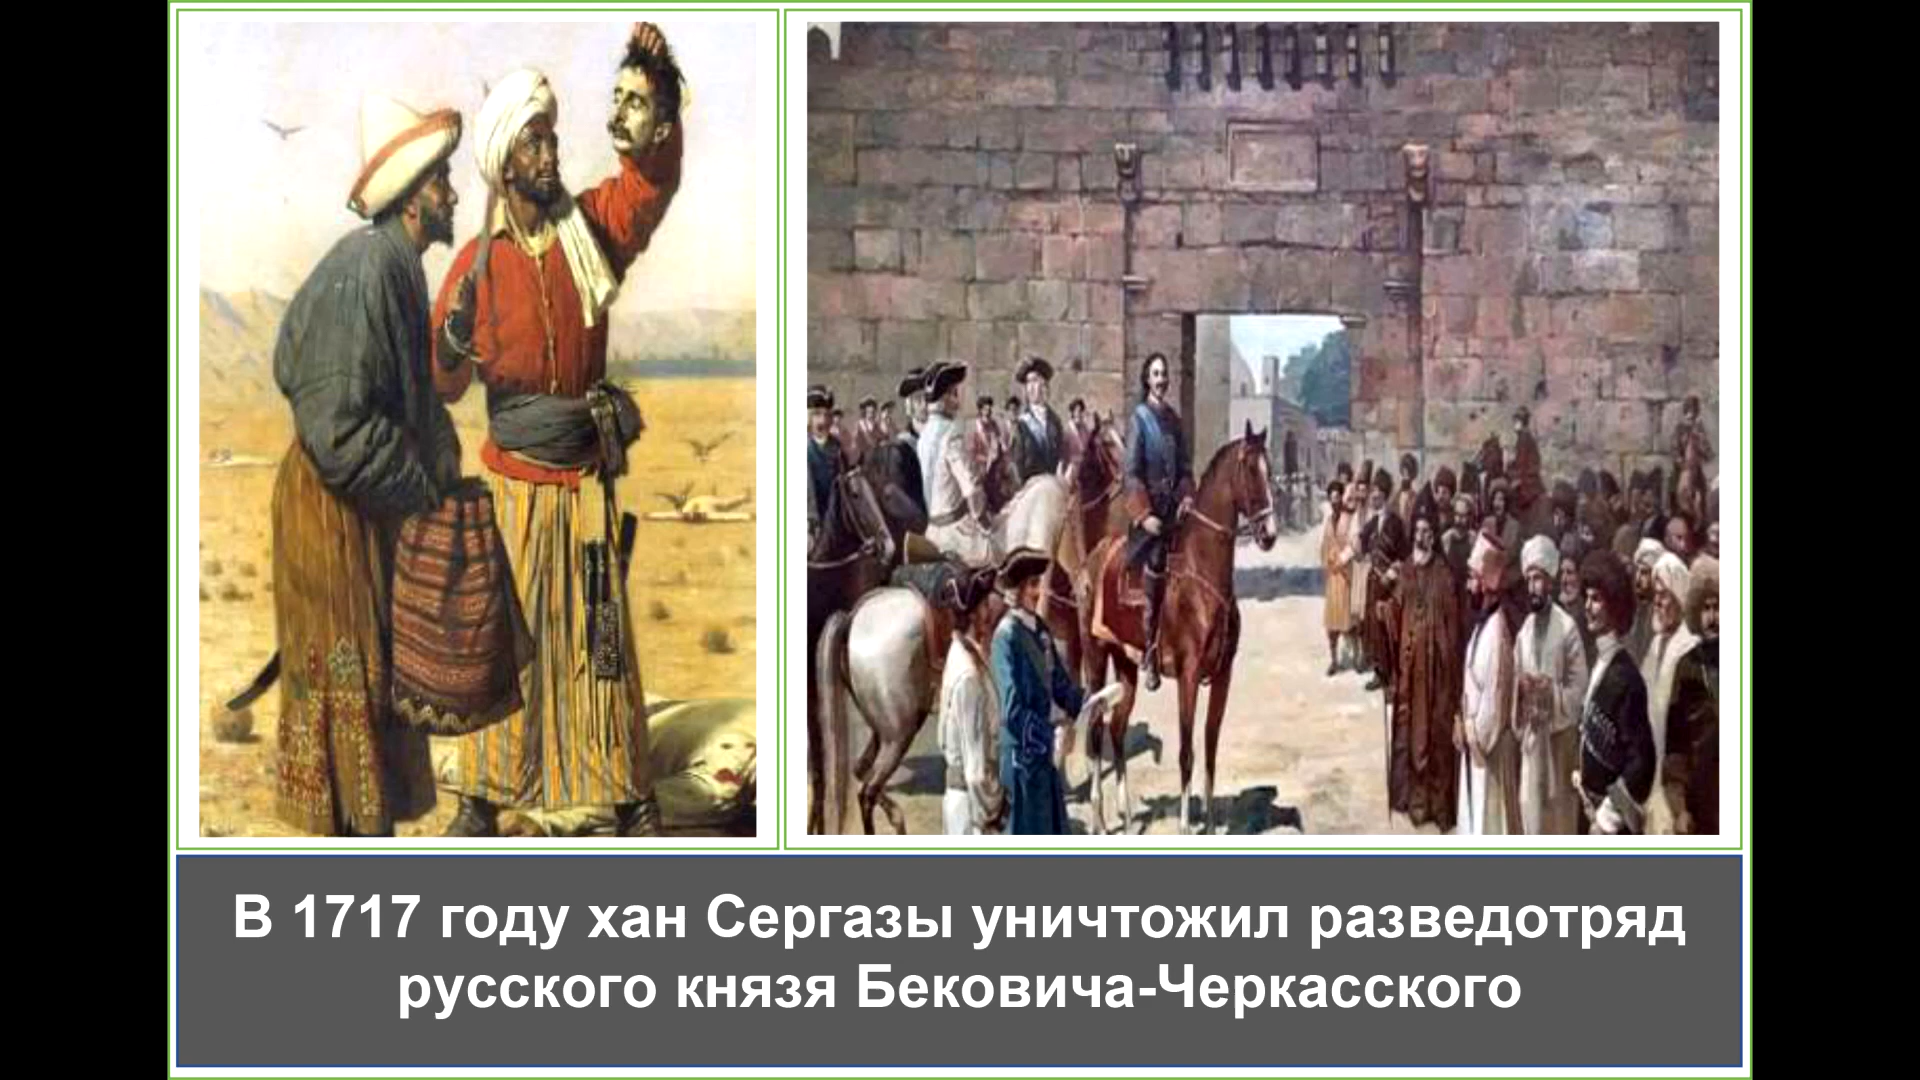 В 1717 году хан Сергазы уничтожил разведотряд
русского князя Бековича-Черкасского